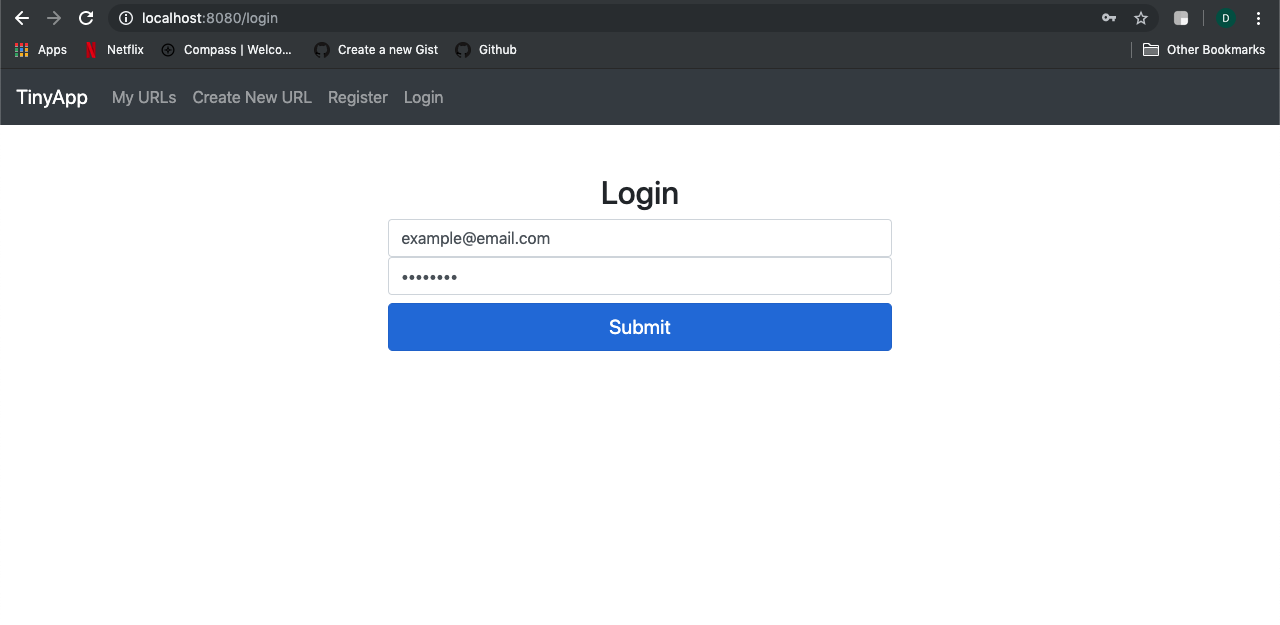 localhost:8080/login
D
Apps Netflix Compass | Welco... Create a new Gist Github Other Bookmarks
TinyApp My URLs Create New URL Register Login
Login
example@email.com
••••••••
Submit